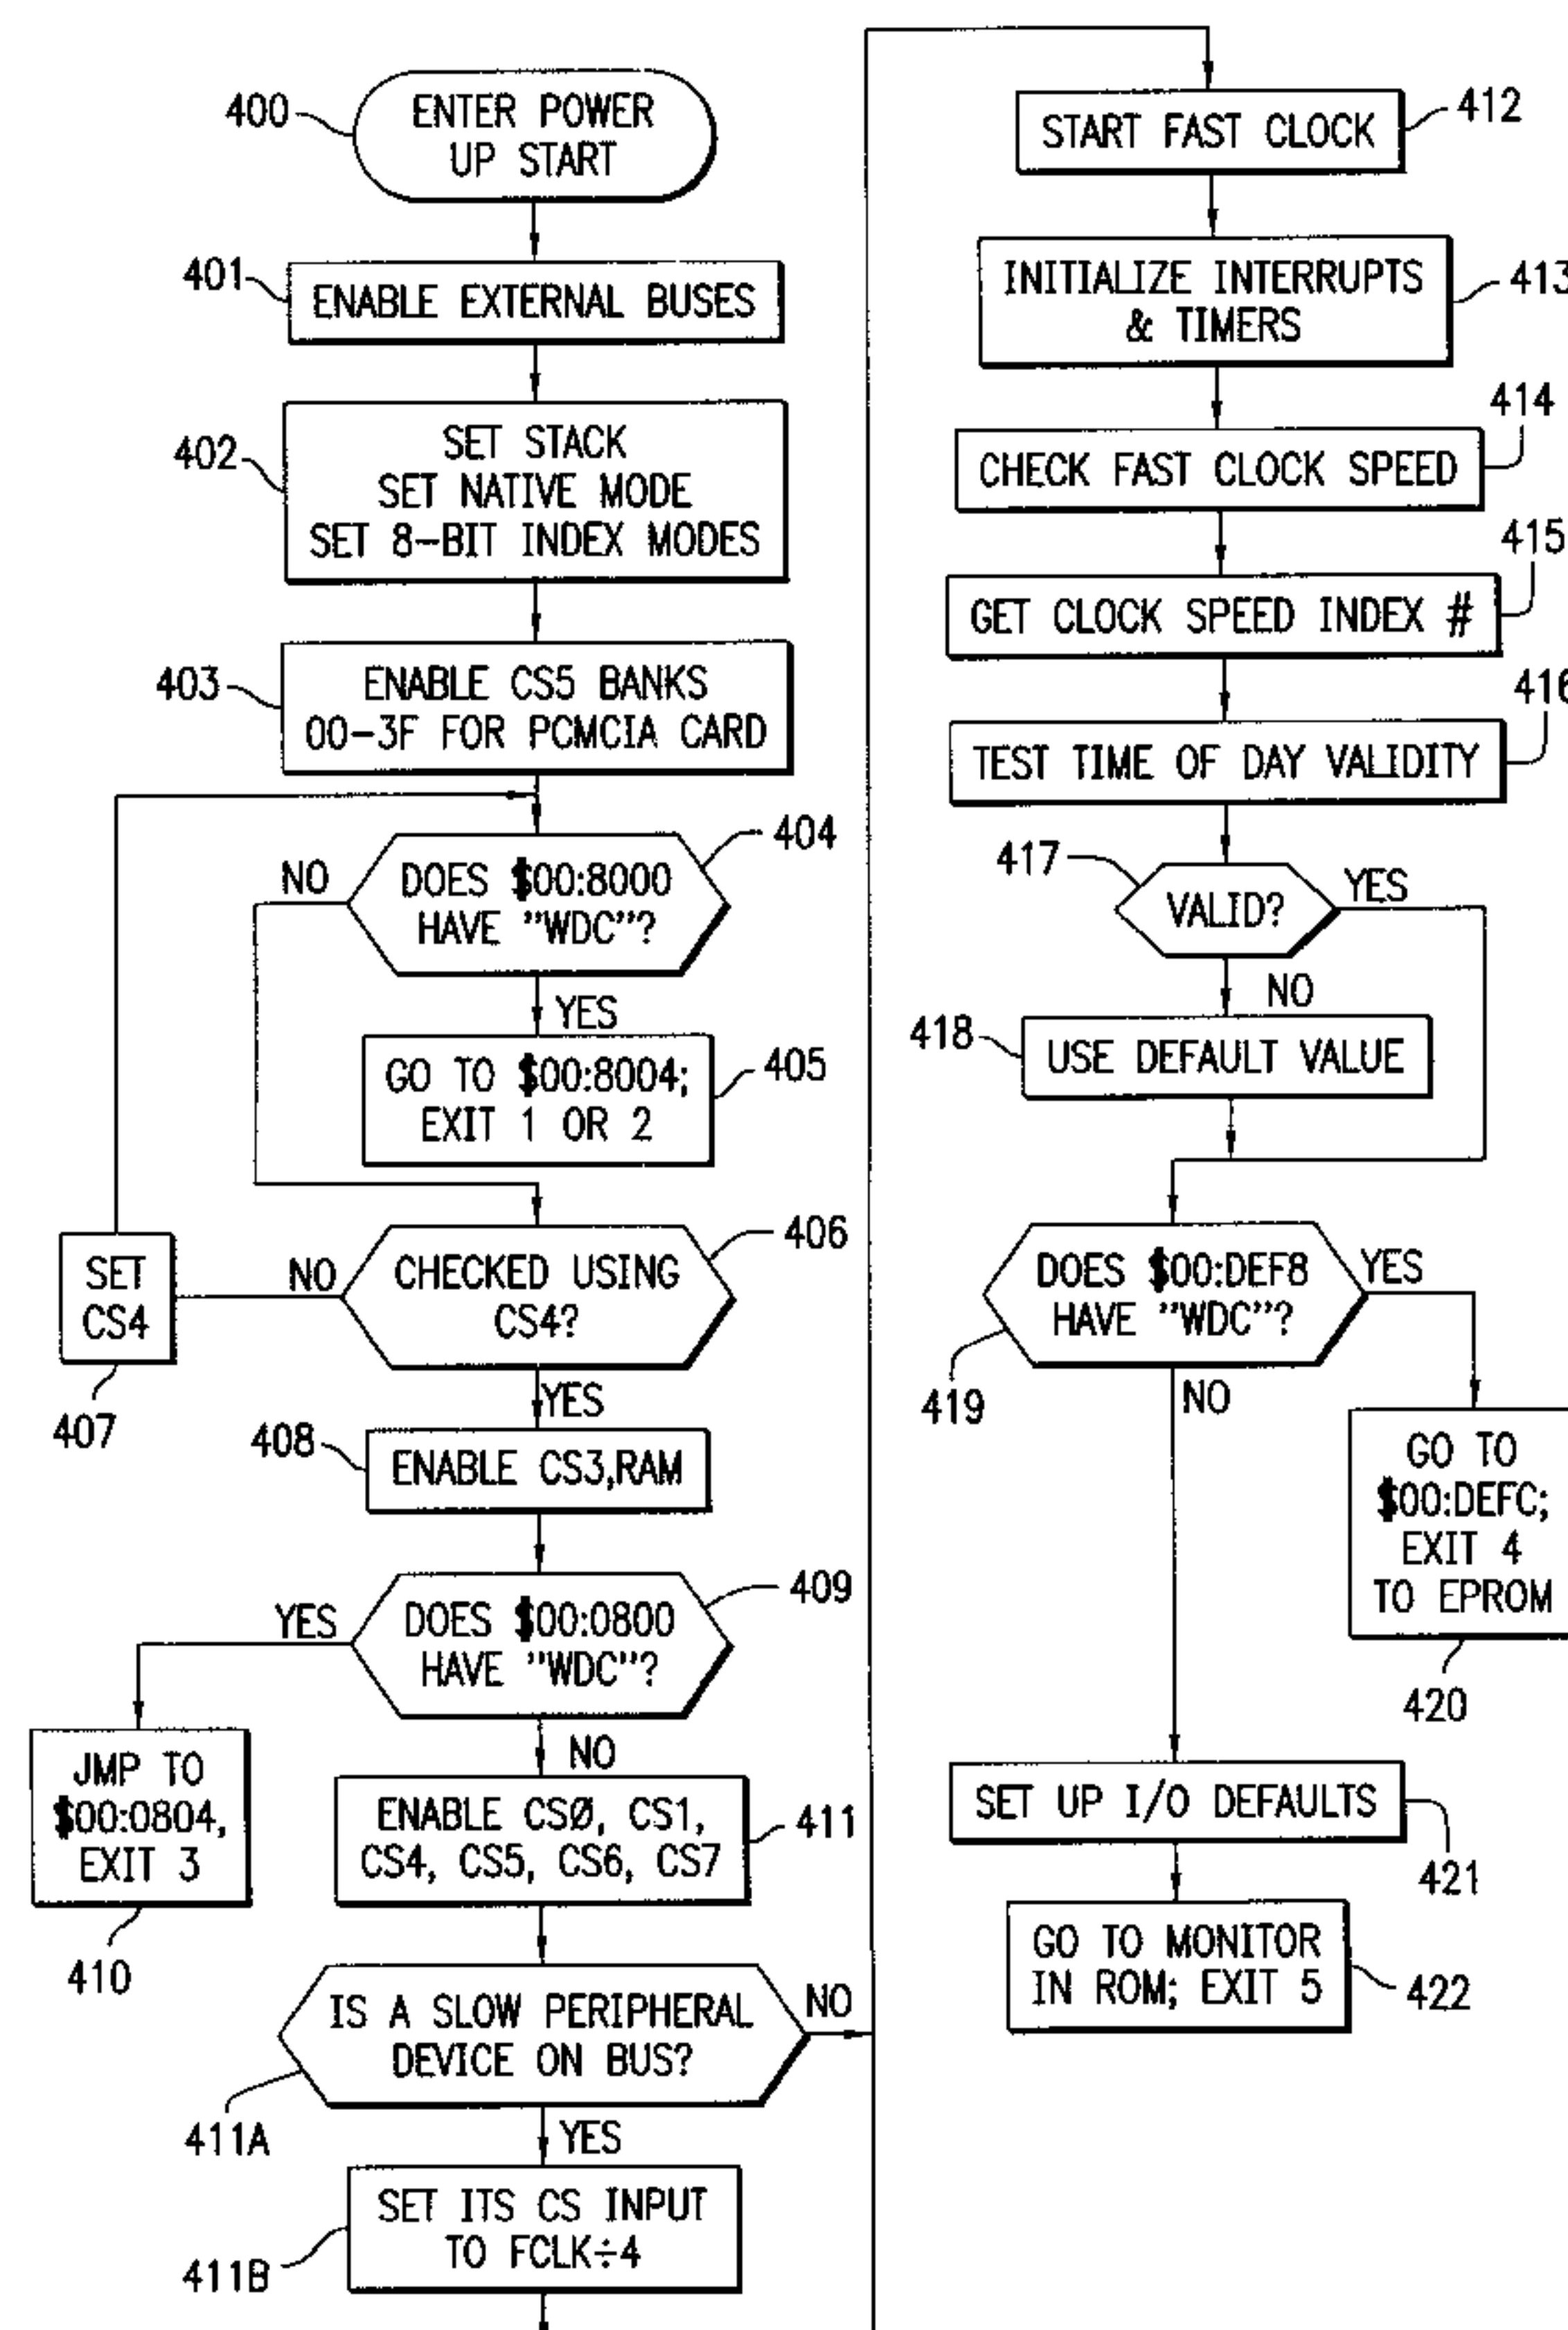 400
ENTER POWER
UP START
401
ENABLE EXTERNAL BUSES
402
SET STACK
SET NATIVE MODE
SET 8-BIT INDEX MODES
403
ENABLE CS5 BANKS
00-3F FOR PCMCIA CARD
404
NO
DOES $00:8000
HAVE "WDC"?
YES
405
GO TO $00:8004;
EXIT 1 OR 2
406
SET
CS4
NO
CHECKED USING
CS4?
407
YES
408
ENABLE CS3,RAM
409
YES
DOES $00:0800
HAVE "WDC"?
JMP TO
$00:0804,
EXIT 3
410
NO
ENABLE CSØ, CS1,
CS4, CS5, CS6, CS7
411
IS A SLOW PERIPHERAL
DEVICE ON BUS?
NO
411A
YES
SET ITS CS INPUT
TO FCLK÷4
411B
START FAST CLOCK
412
INITIALIZE INTERRUPTS
& TIMERS
413
414
CHECK FAST CLOCK SPEED
415
GET CLOCK SPEED INDEX #
416
TEST TIME OF DAY VALIDITY
417
VALID?
YES
NO
418
USE DEFAULT VALUE
DOES $00:DEF8
HAVE "WDC"?
YES
419
NO
GO TO
$00:DEFC;
EXIT 4
TO EPROM
420
SET UP I/O DEFAULTS
421
GO TO MONITOR
IN ROM; EXIT 5
422